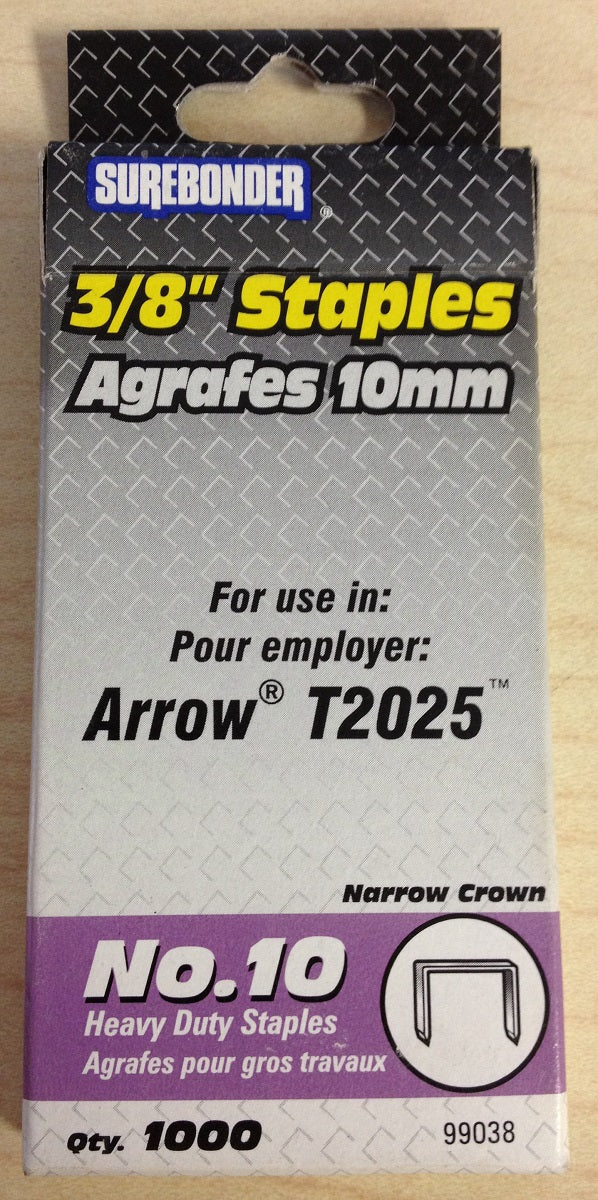 SUREBONDER®
3/8" Staples
Agrafes 10mm
For use in:
Pour employer:
Arrow® T2025™
Narrow Crown
No.10
Heavy Duty Staples
Agrafes pour gros travaux
Qty. 1000 99038